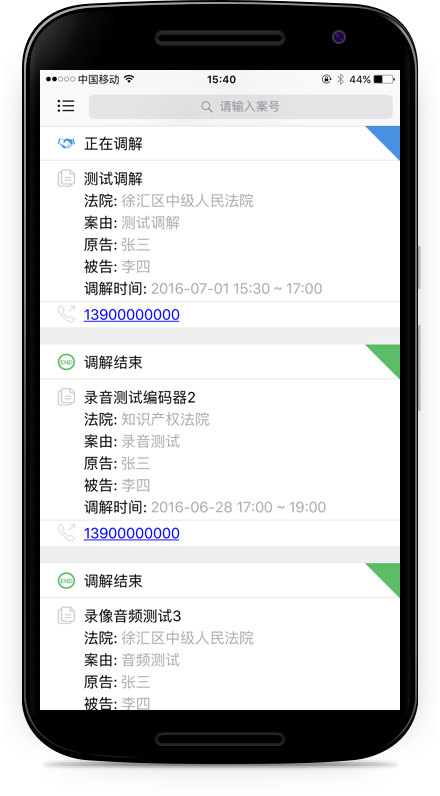 中国移动 15:40 44%
请输入案号
正在调解
测试调解
法院: 徐汇区中级人民法院
案由: 测试调解
原告: 张三
被告: 李四
调解时间: 2016-07-01 15:30 ~ 17:00
13900000000
END 调解结束
录音测试编码器2
法院: 知识产权法院
案由: 录音测试
原告: 张三
被告: 李四
调解时间: 2016-06-28 17:00 ~ 19:00
13900000000
END 调解结束
录像音频测试3
法院: 徐汇区中级人民法院
案由: 音频测试
原告: 张三
被告: 李四